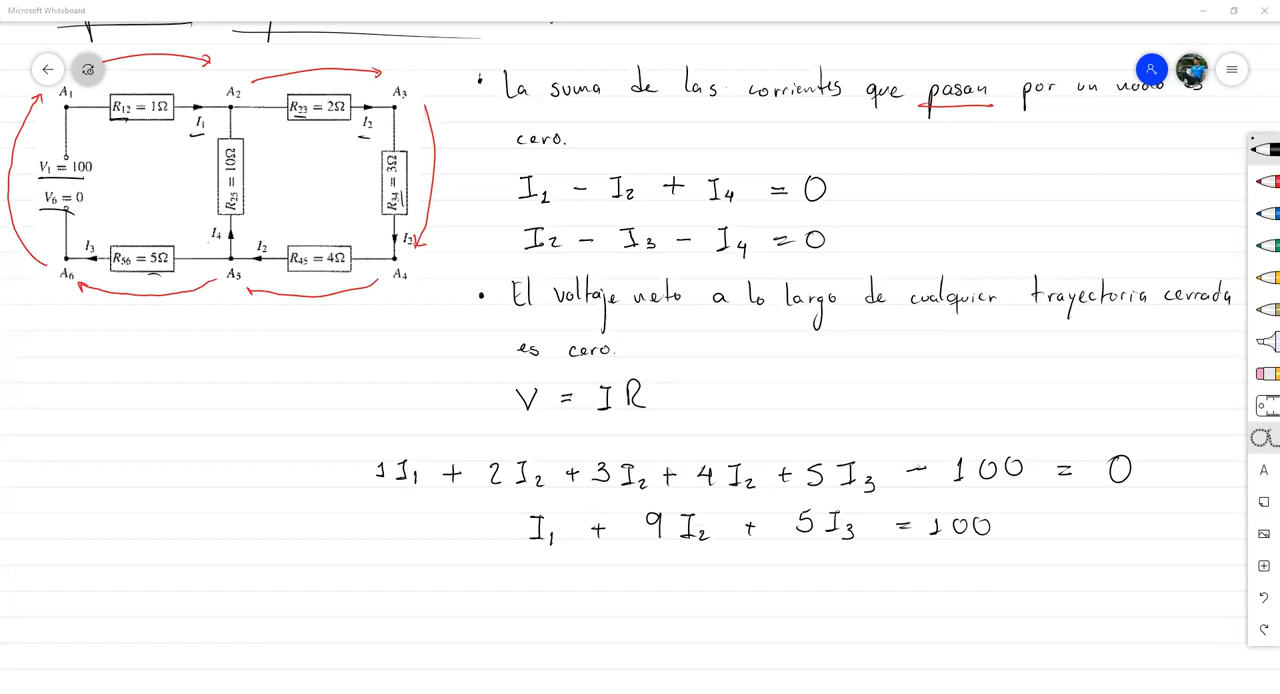 Microsoft Whiteboard
A1 A2 A3
R12 = 1Ω R23 = 2Ω
I1 I2
V1 = 100 R25 = 10Ω R34 = 3Ω
V6 = 0
I3 I4 I2
R56 = 5Ω R45 = 4Ω
A6 A5 A4
• La suma de las corrientes que pasan por un nodo es
cero.
I1 - I2 + I4 = 0
I2 - I3 - I4 = 0
• El voltaje neto a lo largo de cualquier trayectoria cerrada
es cero.
V = IR
1I1 + 2I2 + 3I2 + 4I2 + 5I3 - 100 = 0
I1 + 9I2 + 5I3 = 100
A